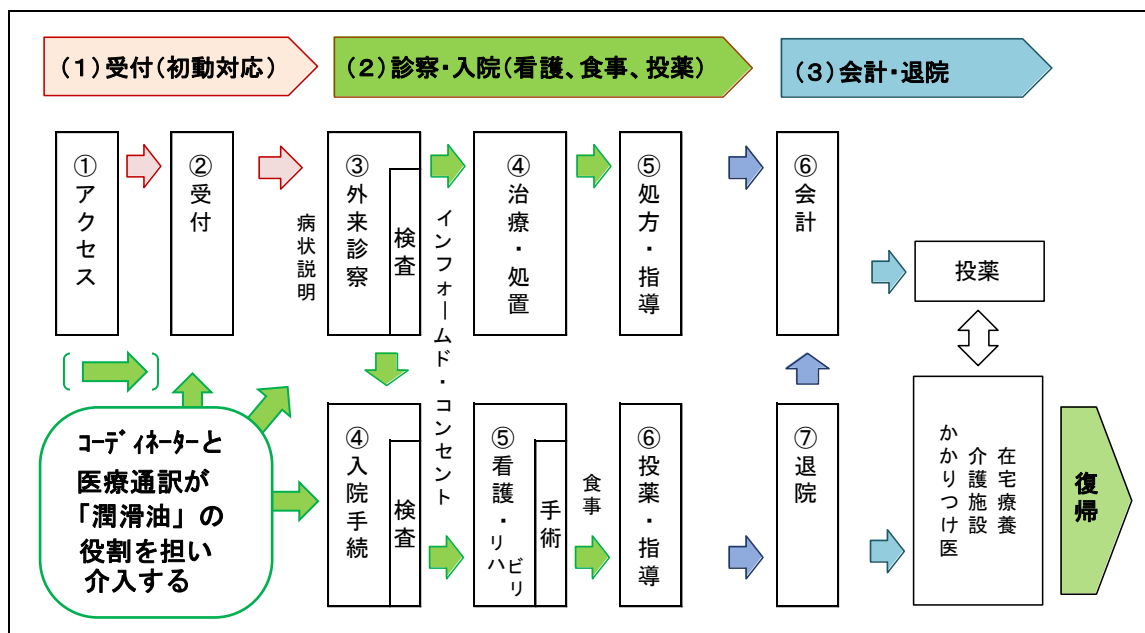 (1)受付(初動対応)
(2)診察・入院(看護、食事、投薬)
(3)会計・退院
①アクセス
②受付
病状説明
③外来診察
検査
インフォームド・コンセント
④治療・処置
⑤処方・指導
⑥会計
投薬
コーディネーターと
医療通訳が
「潤滑油」の
役割を担い
介入する
④入院手続
検査
⑤看護・リハビリ
手術
食事
⑥投薬・指導
⑦退院
在宅療養
介護施設
かかりつけ医
復帰